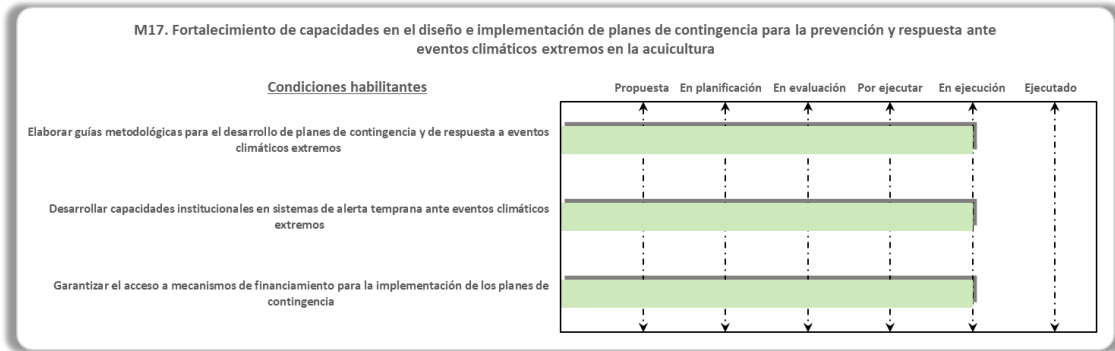 M17. Fortalecimiento de capacidades en el diseño e implementación de planes de contingencia para la prevención y respuesta ante
eventos climáticos extremos en la acuicultura
Condiciones habilitantes
Propuesta En planificación En evaluación Por ejecutar En ejecución Ejecutado
Elaborar guías metodológicas para el desarrollo de planes de contingencia y de respuesta a eventos
climáticos extremos
Desarrollar capacidades institucionales en sistemas de alerta temprana ante eventos climáticos
extremos
Garantizar el acceso a mecanismos de financiamiento para la implementación de los planes de
contingencia